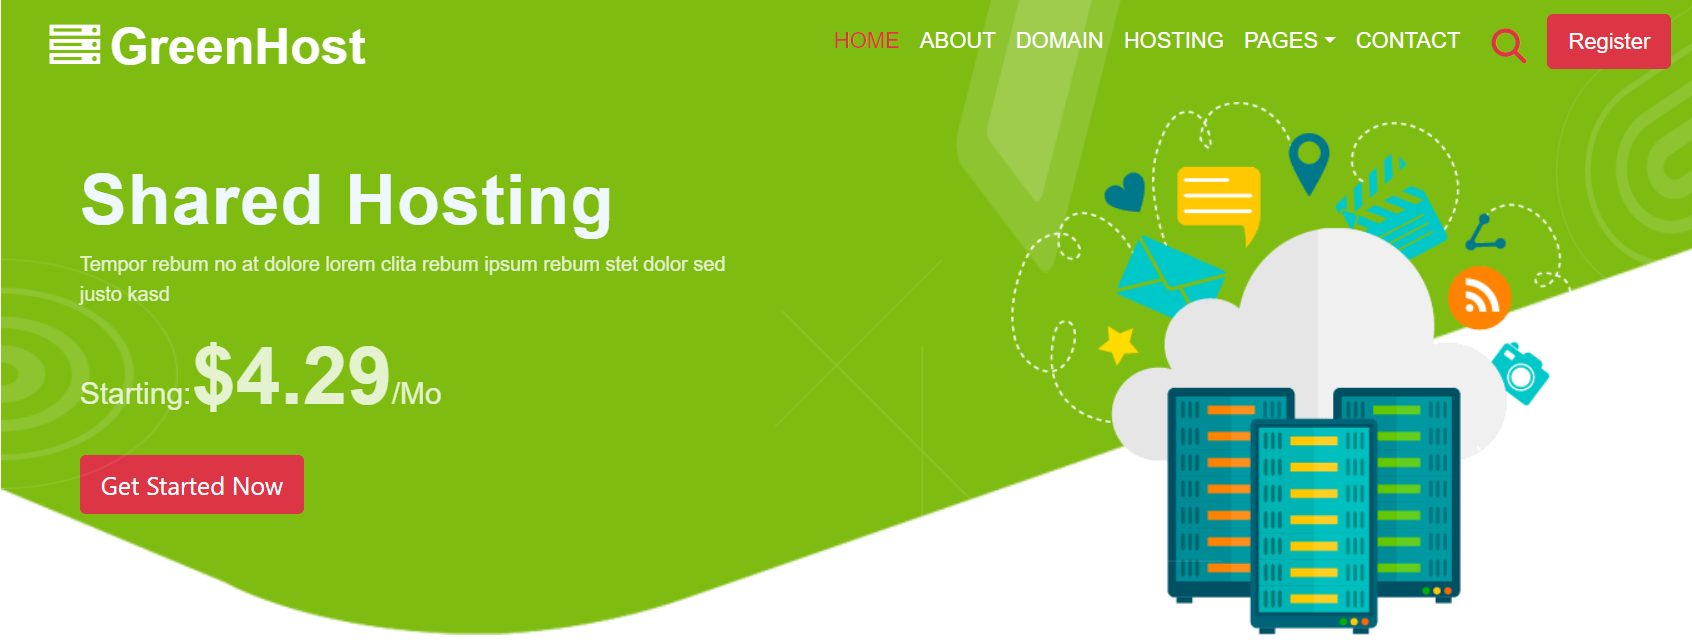 GreenHost
HOME ABOUT DOMAIN HOSTING PAGES CONTACT Register
Shared Hosting
Tempor rebum no at dolore lorem clita rebum ipsum rebum stet dolor sed
justo kasd
Starting:$4.29/Mo
Get Started Now